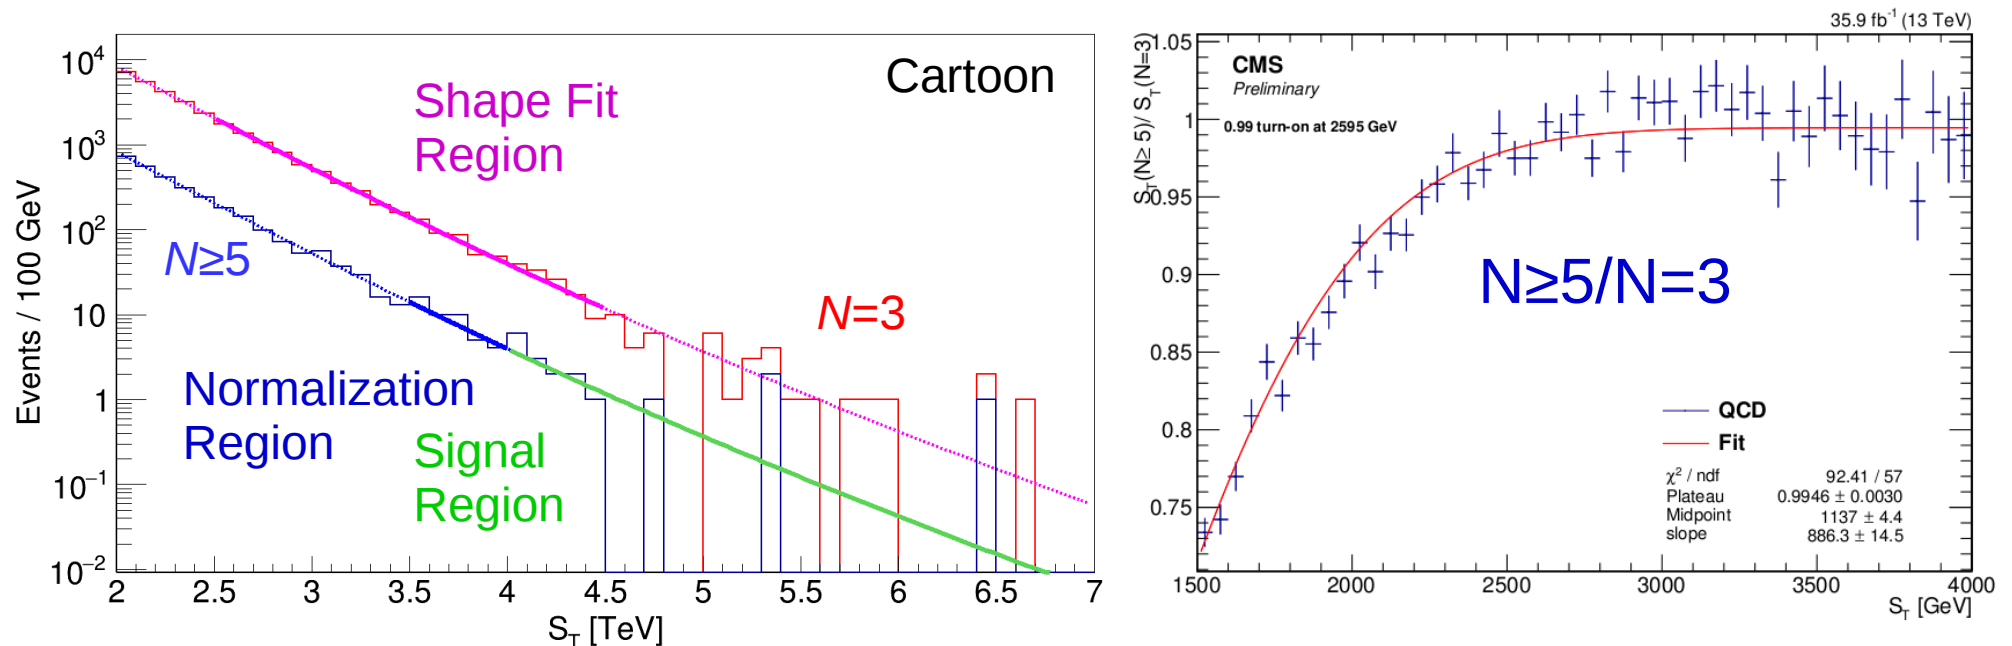 Cartoon
Shape Fit
Region
N≥5
N=3
Normalization
Region
Signal
Region
Events / 100 GeV
10⁴
10³
10²
10
1
10⁻¹
10⁻²
2 2.5 3 3.5 4 4.5 5 5.5 6 6.5 7
S_T [TeV]
35.9 fb⁻¹ (13 TeV)
CMS
Preliminary
0.99 turn-on at 2595 GeV
S_T(N≥ 5)/ S_T(N=3)
1.05
1
0.95
0.9
0.85
0.8
0.75
N≥5/N=3
QCD
Fit
χ² / ndf 92.41 / 57
Plateau 0.9946 ± 0.0030
Midpoint 1137 ± 4.4
slope 886.3 ± 14.5
1500 2000 2500 3000 3500 4000
S_T [GeV]